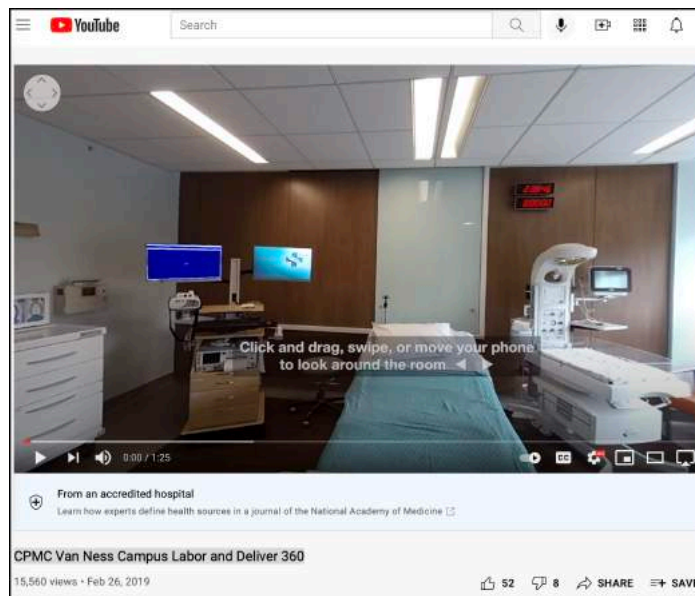 YouTube
Search
Click and drag, swipe, or move your phone
to look around the room
0:00 / 1:25
CC
From an accredited hospital
Learn how experts define health sources in a journal of the National Academy of Medicine
CPMC Van Ness Campus Labor and Deliver 360
15,560 views • Feb 26, 2019
52 8 SHARE SAVE